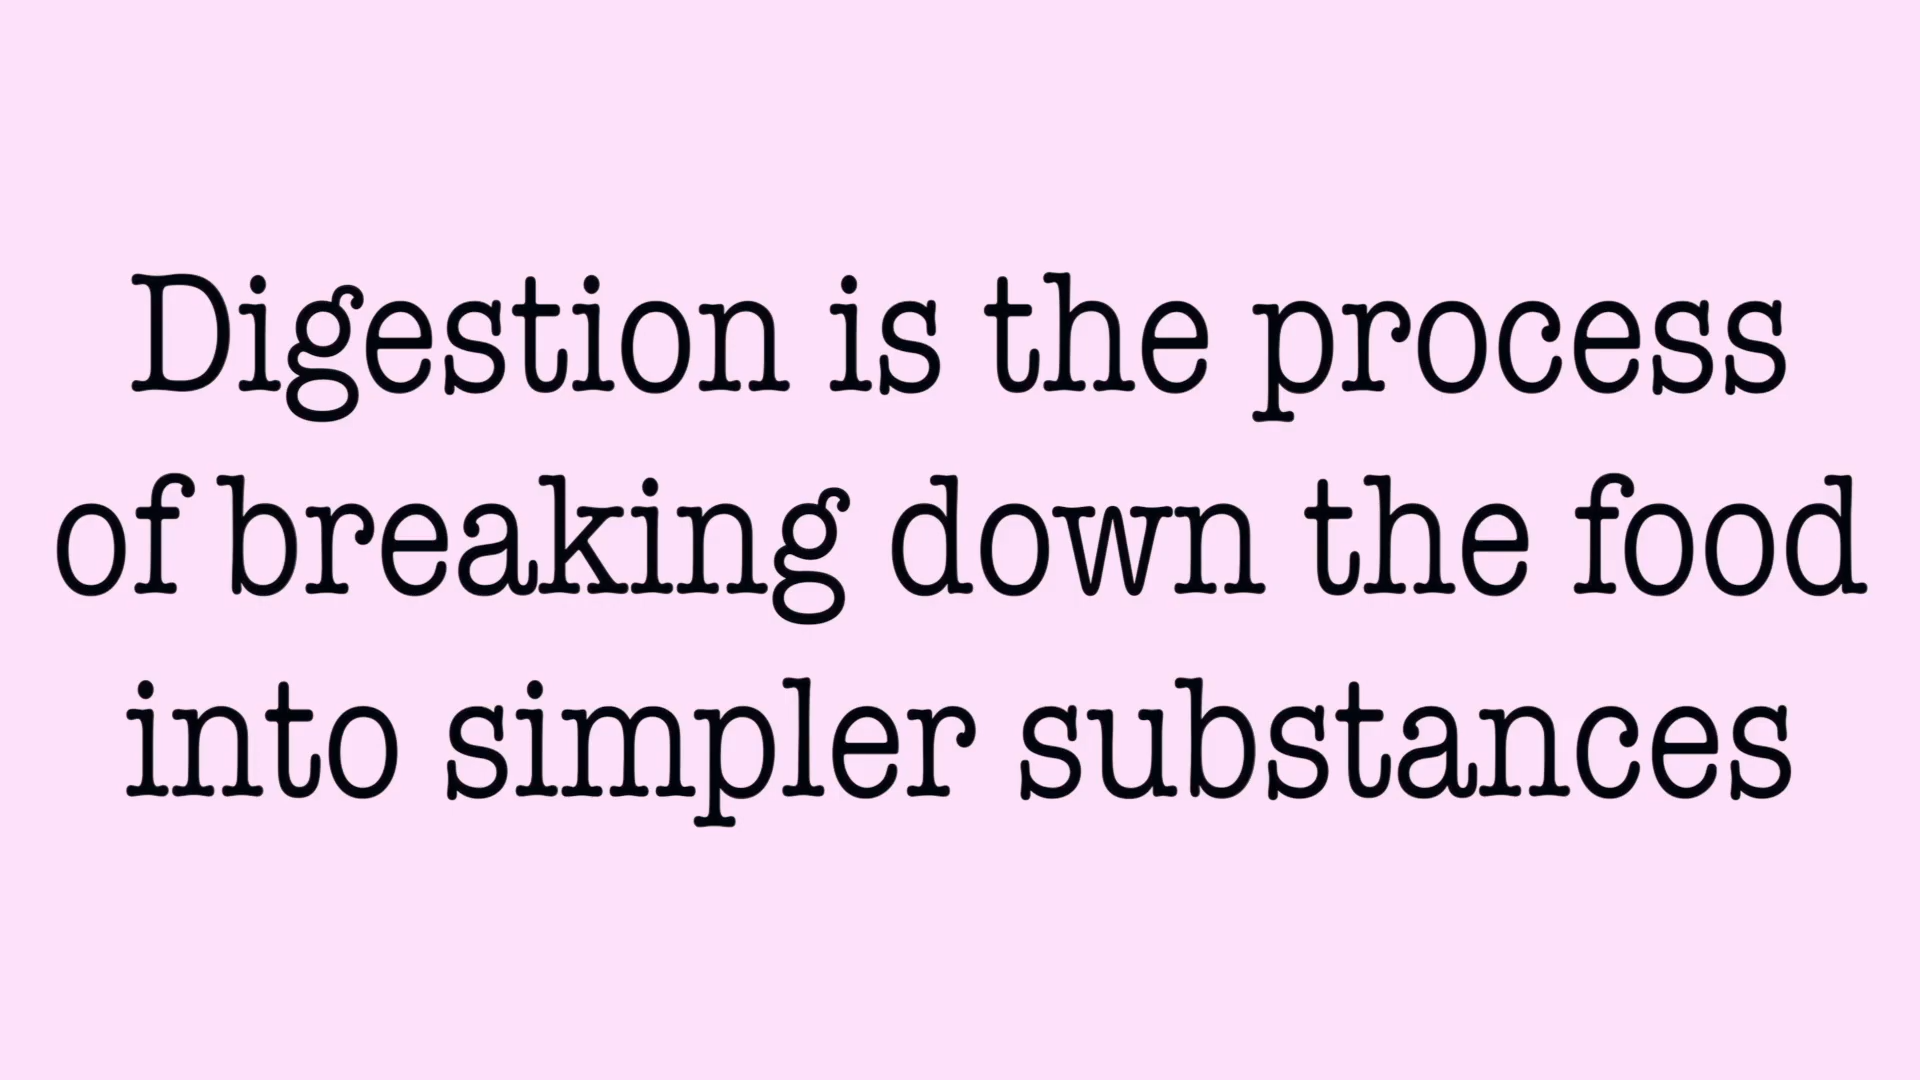 Digestion is the process
of breaking down the food
into simpler substances